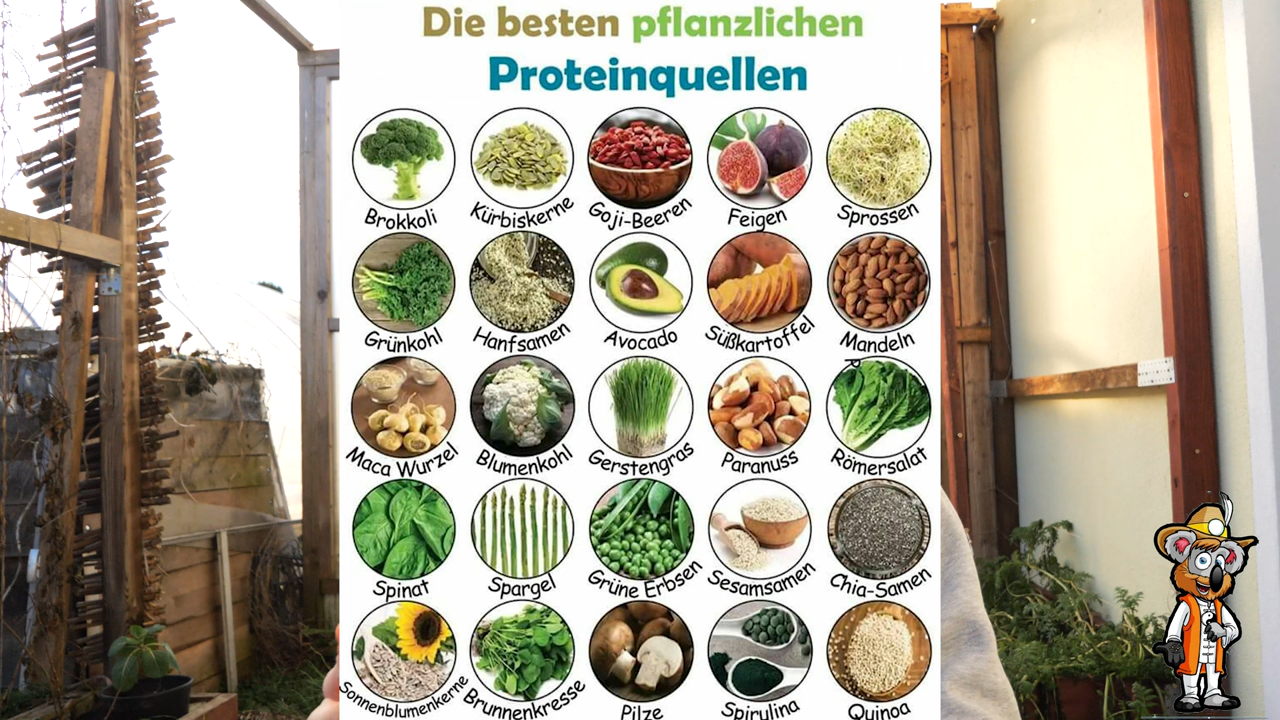 Die besten pflanzlichen
Proteinquellen
Brokkoli Kürbiskerne Goji-Beeren Feigen Sprossen
Grünkohl Hanfsamen Avocado Süßkartoffel Mandeln
Maca Wurzel Blumenkohl Gerstengras Paranuss Römersalat
Spinat Spargel Grüne Erbsen Sesamsamen Chia-Samen
Sonnenblumenkerne Brunnenkresse Pilze Spirulina Quinoa